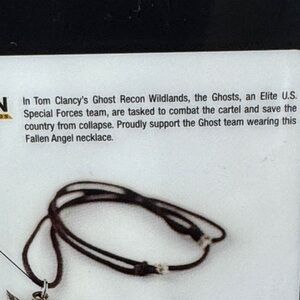 N
In Tom Clancy's Ghost Recon Wildlands, the Ghosts, an Elite U.S.
Special Forces team, are tasked to combat the cartel and save the
country from collapse. Proudly support the Ghost team wearing this
Fallen Angel necklace.